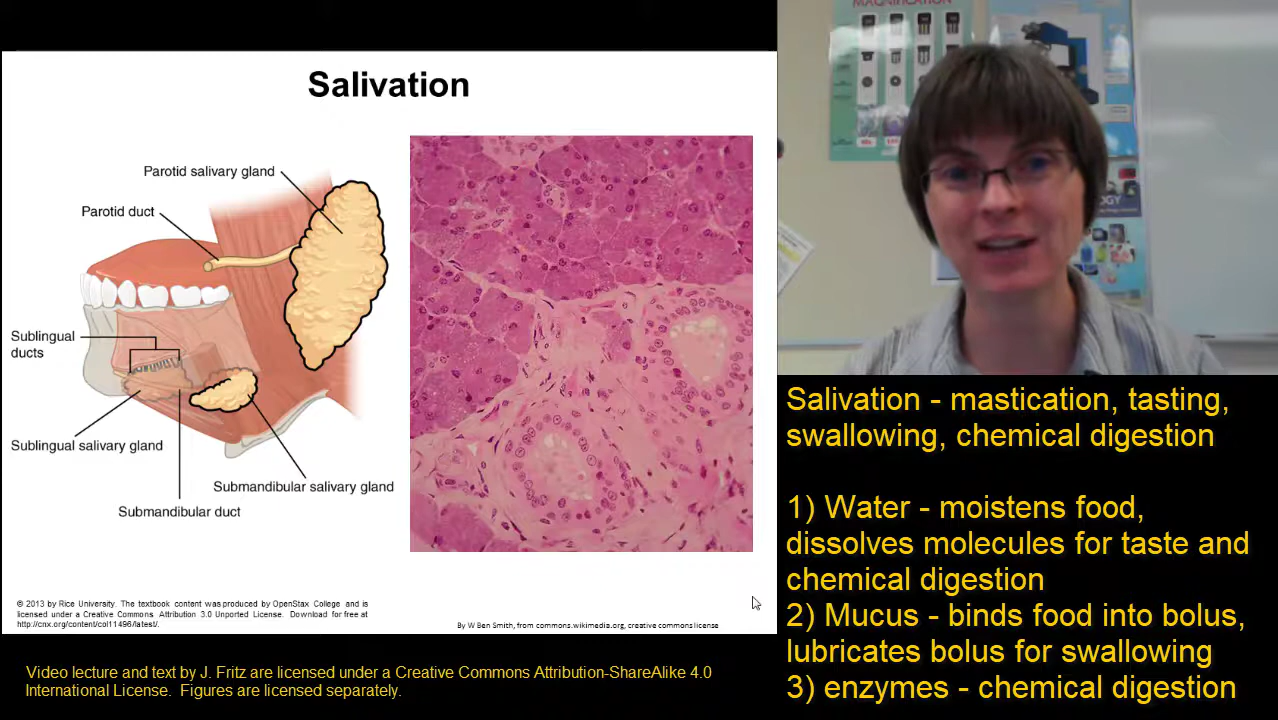 MAGNIFICATION
Salivation
Parotid salivary gland
Parotid duct
Sublingual
ducts
Sublingual salivary gland
Submandibular salivary gland
Submandibular duct
© 2013 by Rice University. The textbook content was produced by OpenStax College and is
licensed under a Creative Commons Attribution 3.0 Unported License. Download for free at
http://cnx.org/content/col11496/latest/.
By W Ben Smith, from commons.wikimedia.org, creative commons license
Video lecture and text by J. Fritz are licensed under a Creative Commons Attribution-ShareAlike 4.0
International License. Figures are licensed separately.
Salivation - mastication, tasting,
swallowing, chemical digestion
1) Water - moistens food,
dissolves molecules for taste and
chemical digestion
2) Mucus - binds food into bolus,
lubricates bolus for swallowing
3) enzymes - chemical digestion